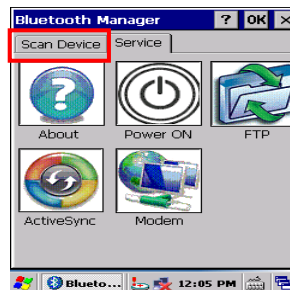 Bluetooth Manager ? OK ×
Scan Device Service
About Power ON FTP
ActiveSync Modem
Blueto... 12:05 PM